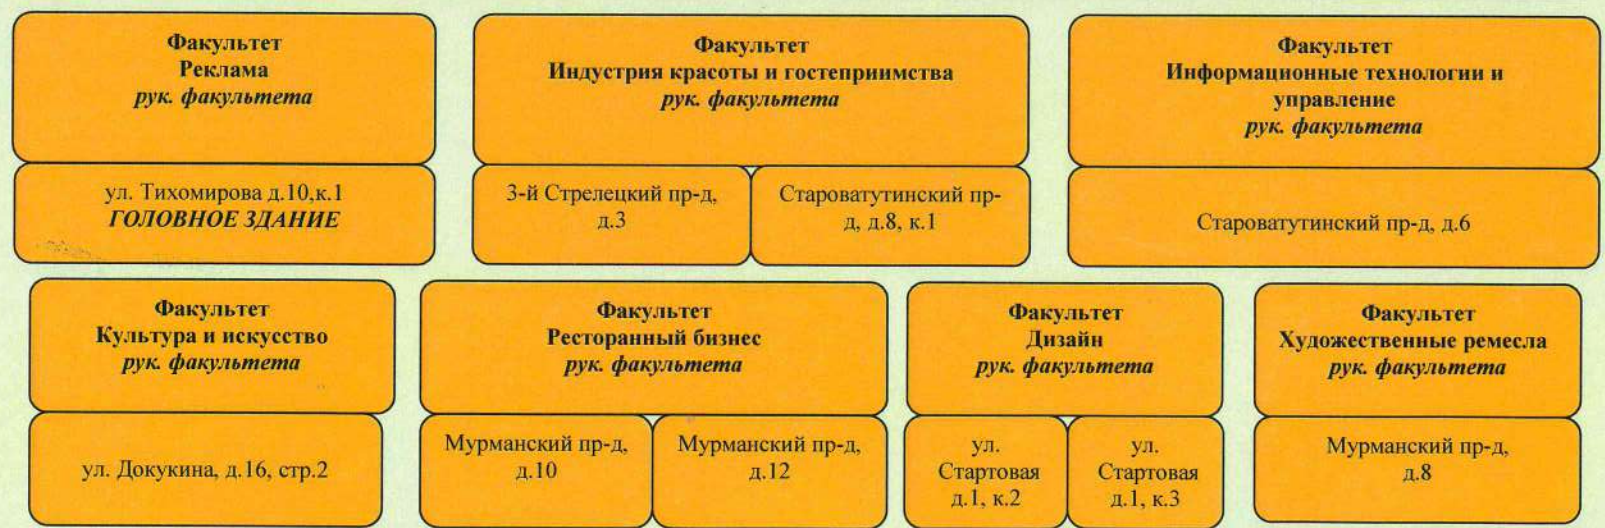 Факультет
Реклама
рук. факультета
ул. Тихомирова д.10,к.1
ГОЛОВНОЕ ЗДАНИЕ
Факультет
Индустрия красоты и гостеприимства
рук. факультета
3-й Стрелецкий пр-д,
д.3
Староватутинский пр-
д, д.8, к.1
Факультет
Информационные технологии и
управление
рук. факультета
Староватутинский пр-д, д.6
Факультет
Культура и искусство
рук. факультета
ул. Докукина, д.16, стр.2
Факультет
Ресторанный бизнес
рук. факультета
Мурманский пр-д,
д.10
Мурманский пр-д,
д.12
Факультет
Дизайн
рук. факультета
ул.
Стартовая
д.1, к.2
ул.
Стартовая
д.1, к.3
Факультет
Художественные ремесла
рук. факультета
Мурманский пр-д,
д.8